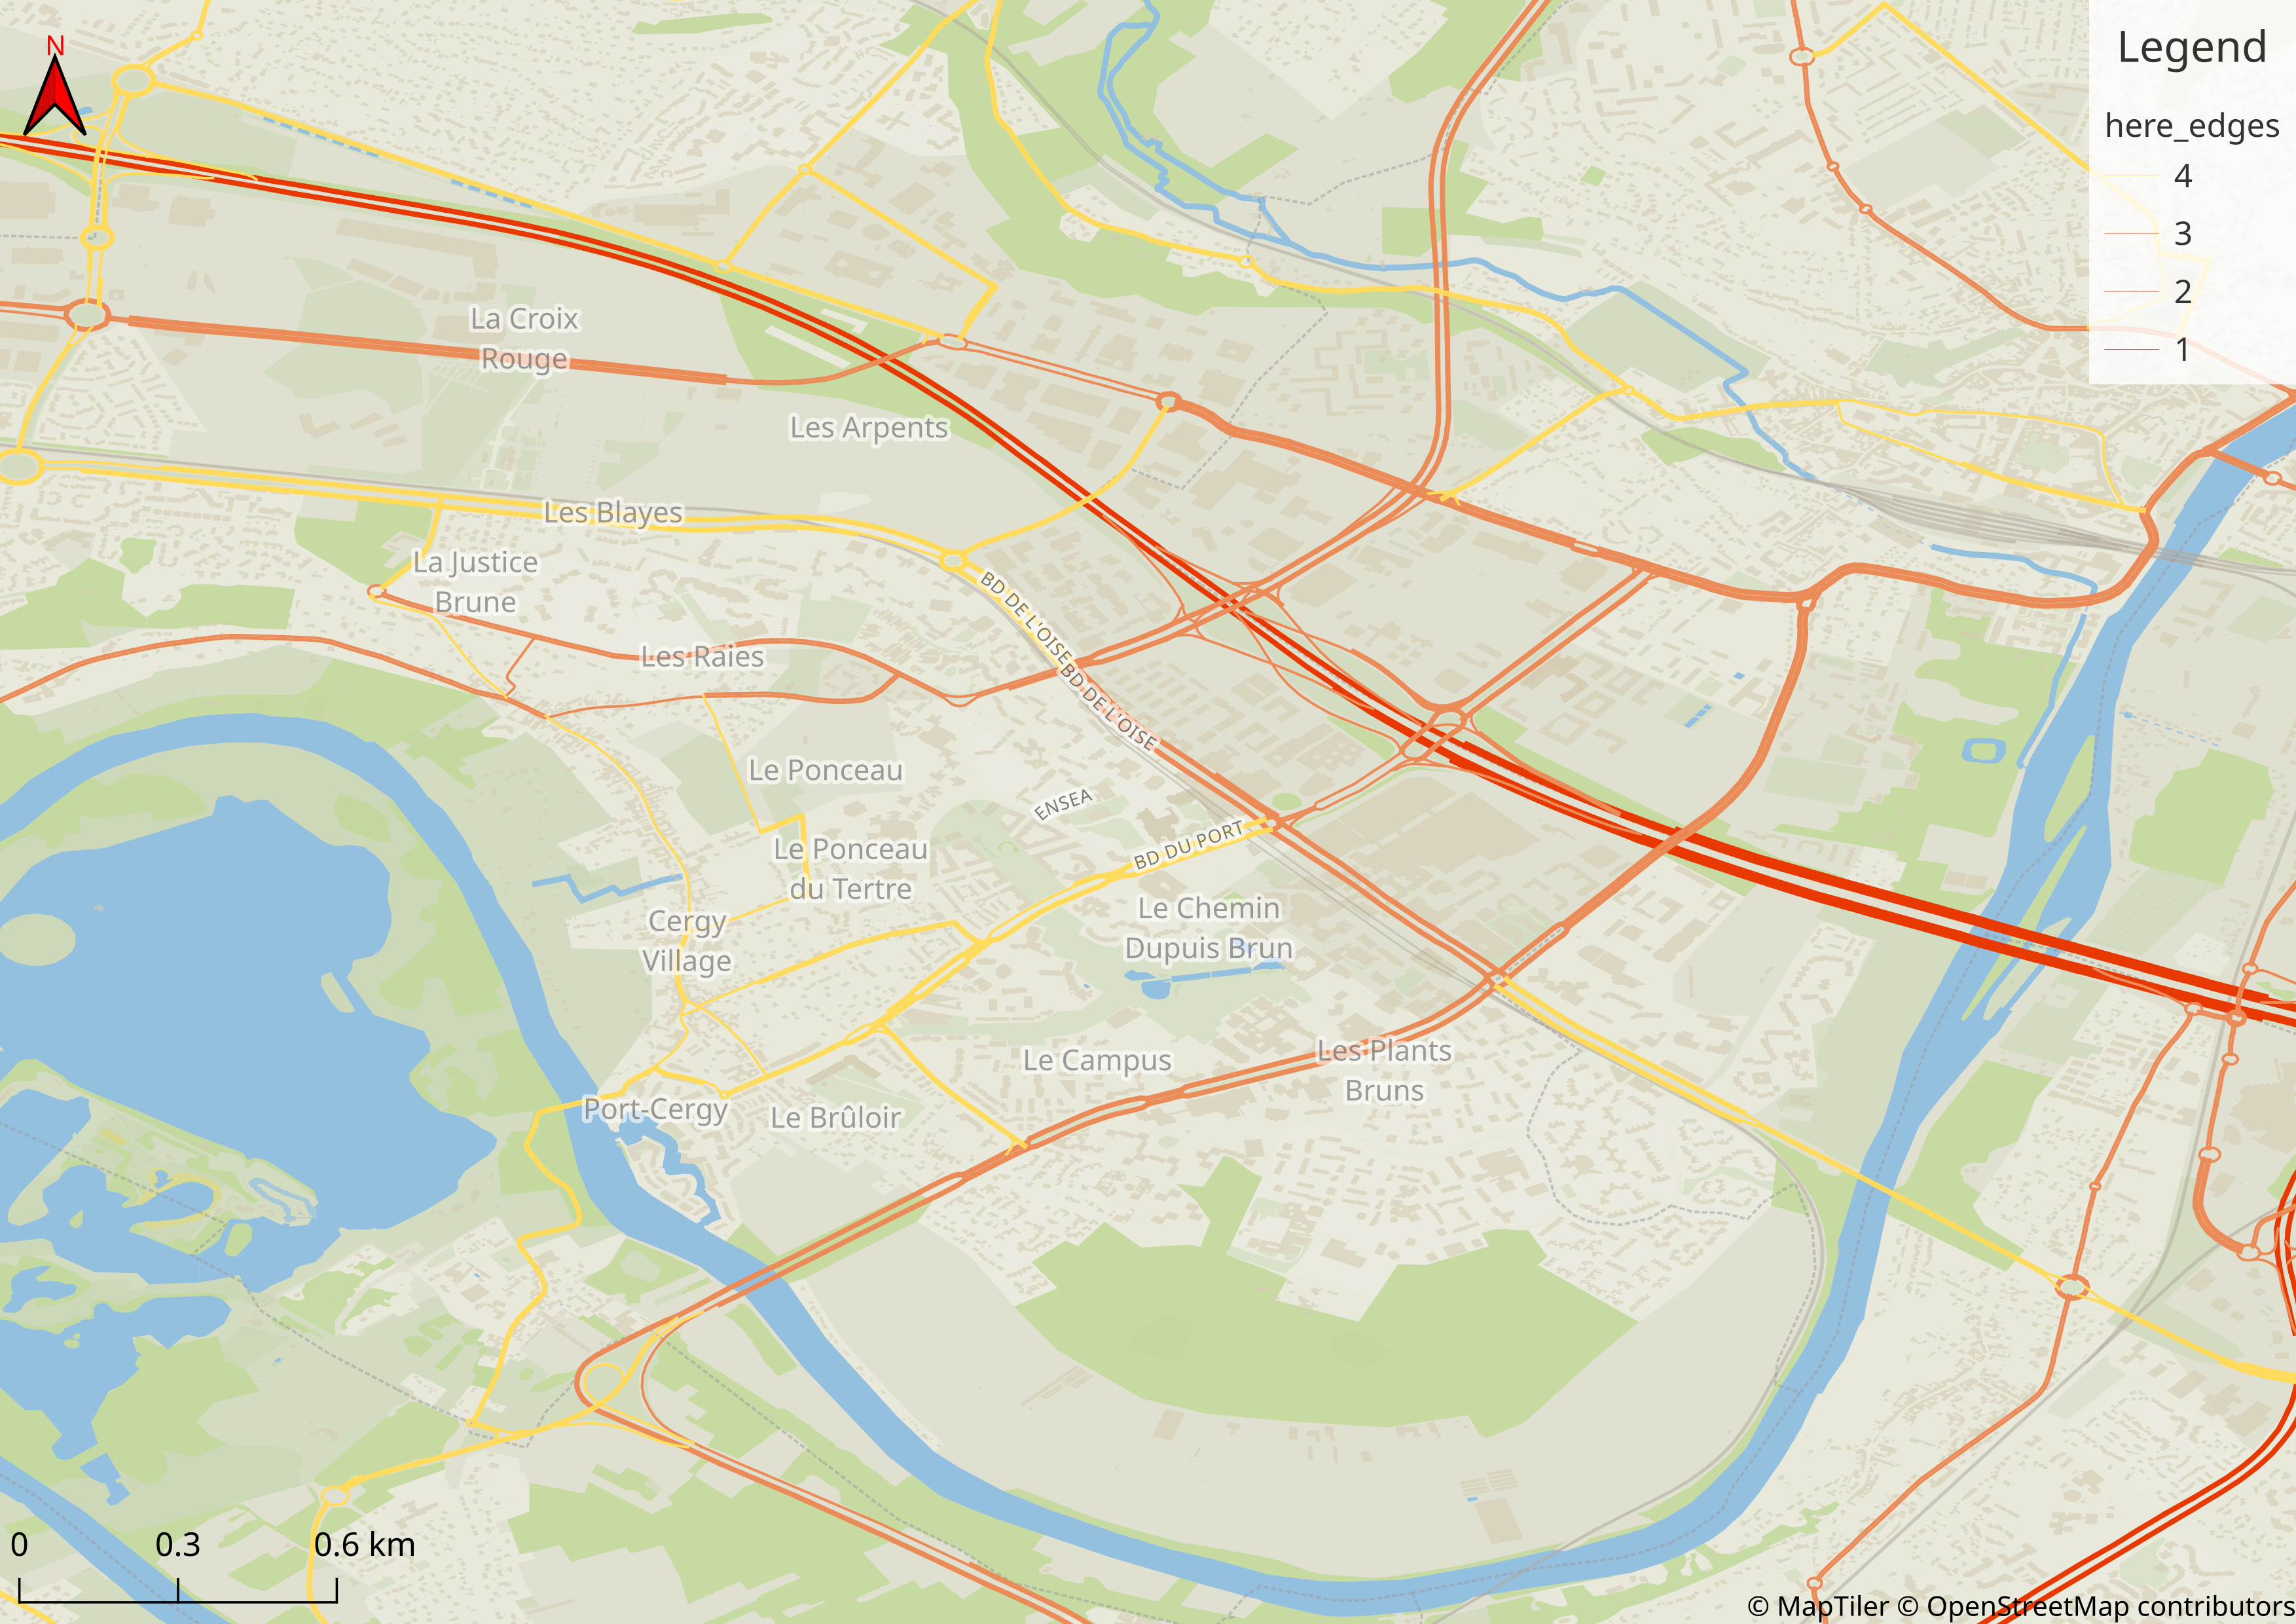 N
Legend
here_edges
4
3
2
1
La Croix
Rouge
Les Arpents
Les Blayes
La Justice
Brune
BD DE L'OISE
Les Raies
BD DE L'OISE
Le Ponceau
ENSEA
BD DU PORT
Le Ponceau
du Tertre
Cergy
Village
Le Chemin
Dupuis Brun
Le Campus
Les Plants
Bruns
Port-Cergy
Le Brûloir
0 0.3 0.6 km
© MapTiler © OpenStreetMap contributors